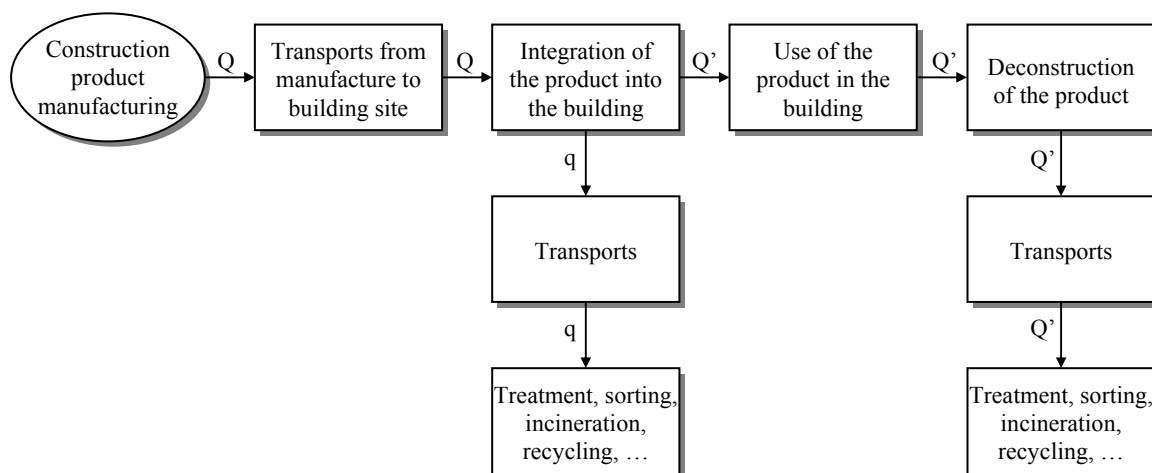 Construction
product
manufacturing
Q
Transports from
manufacture to
building site
Q
Integration of
the product into
the building
Q’
Use of the
product in the
building
Q’
Deconstruction
of the product
q
Q’
Transports
Transports
q
Q’
Treatment, sorting,
incineration,
recycling, …
Treatment, sorting,
incineration,
recycling, …